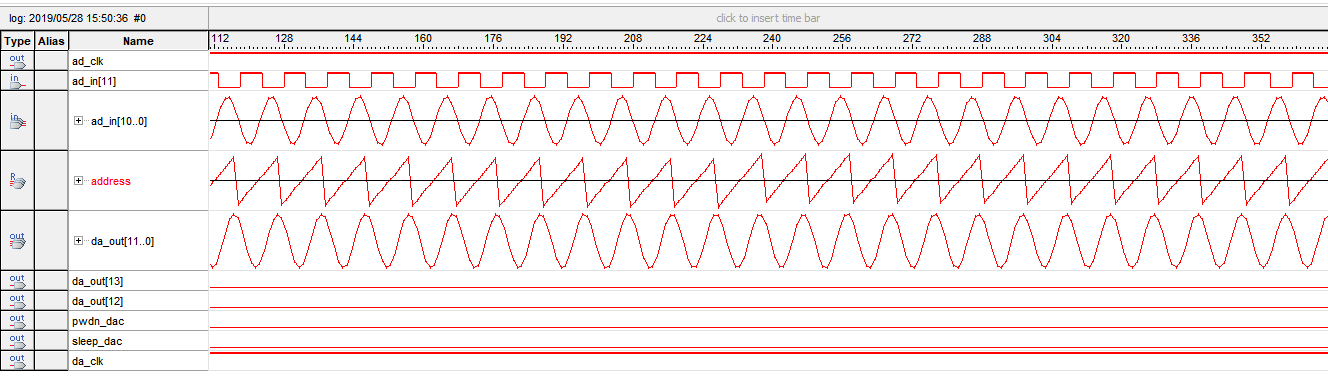 log: 2019/05/28 15:50:36 #0 click to insert time bar
Type Alias Name 112 128 144 160 176 192 208 224 240 256 272 288 304 320 336 352
out ad_clk
in ad_in[11]
in ad_in[10..0]
R address
out da_out[11..0]
out da_out[13]
out da_out[12]
out pwdn_dac
out sleep_dac
out da_clk